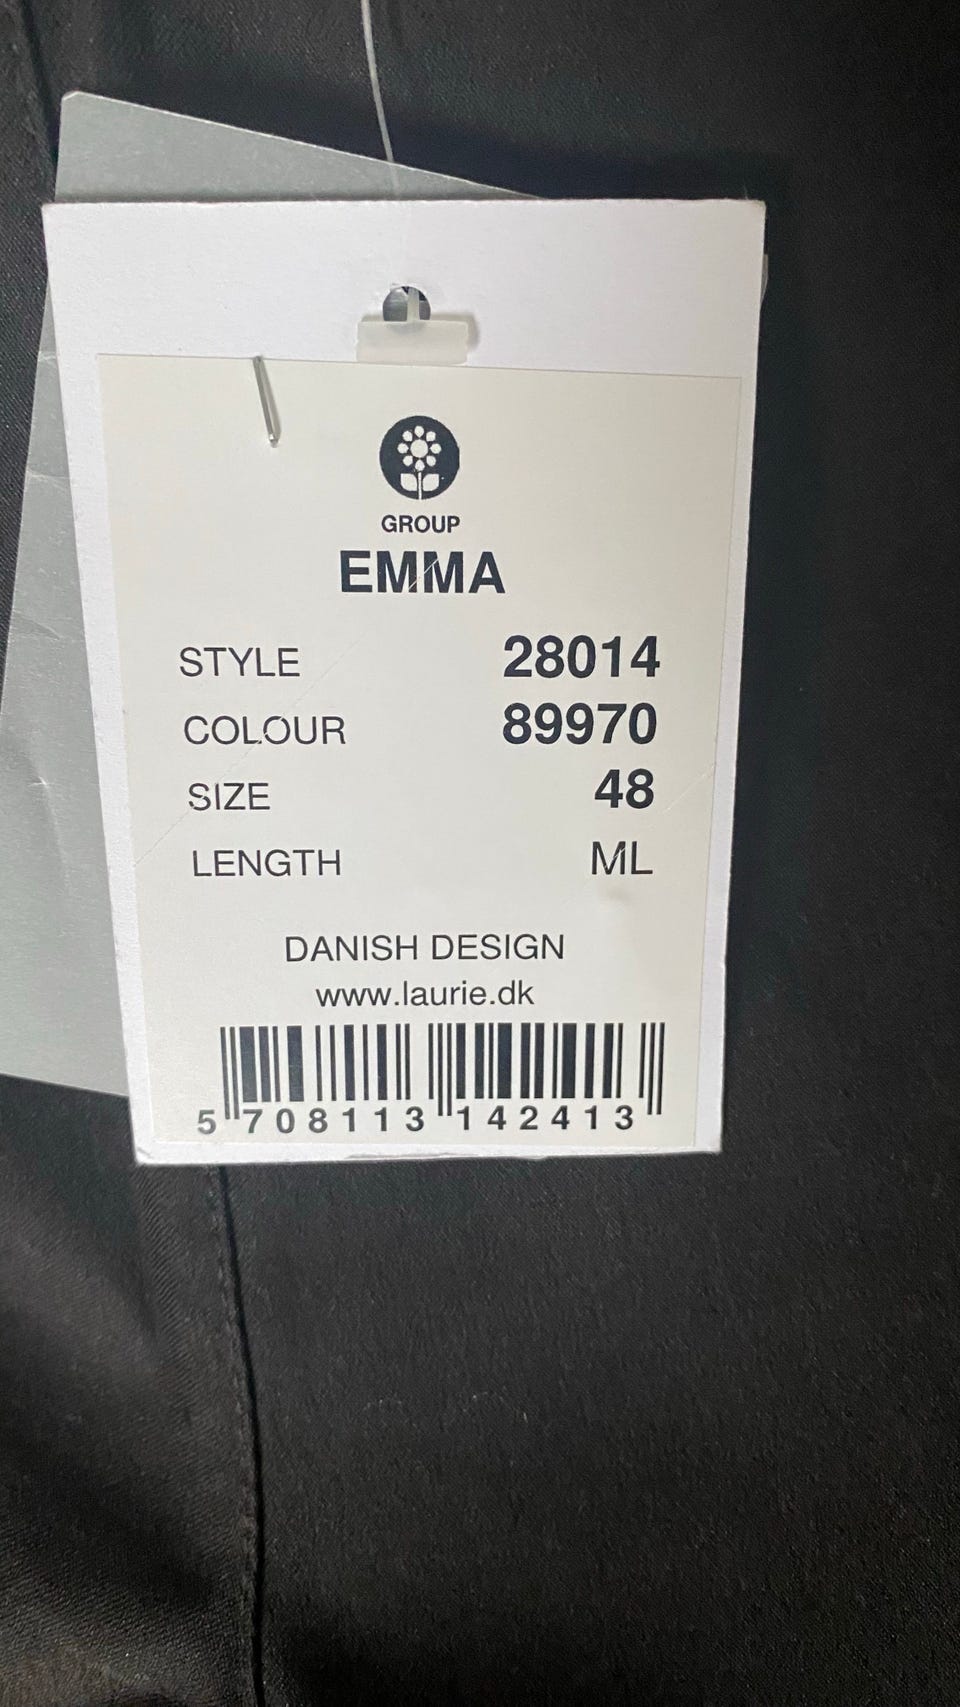 GROUP
EMMA
STYLE 28014
COLOUR 89970
SIZE 48
LENGTH ML
DANISH DESIGN
www.laurie.dk
5 708113 142413